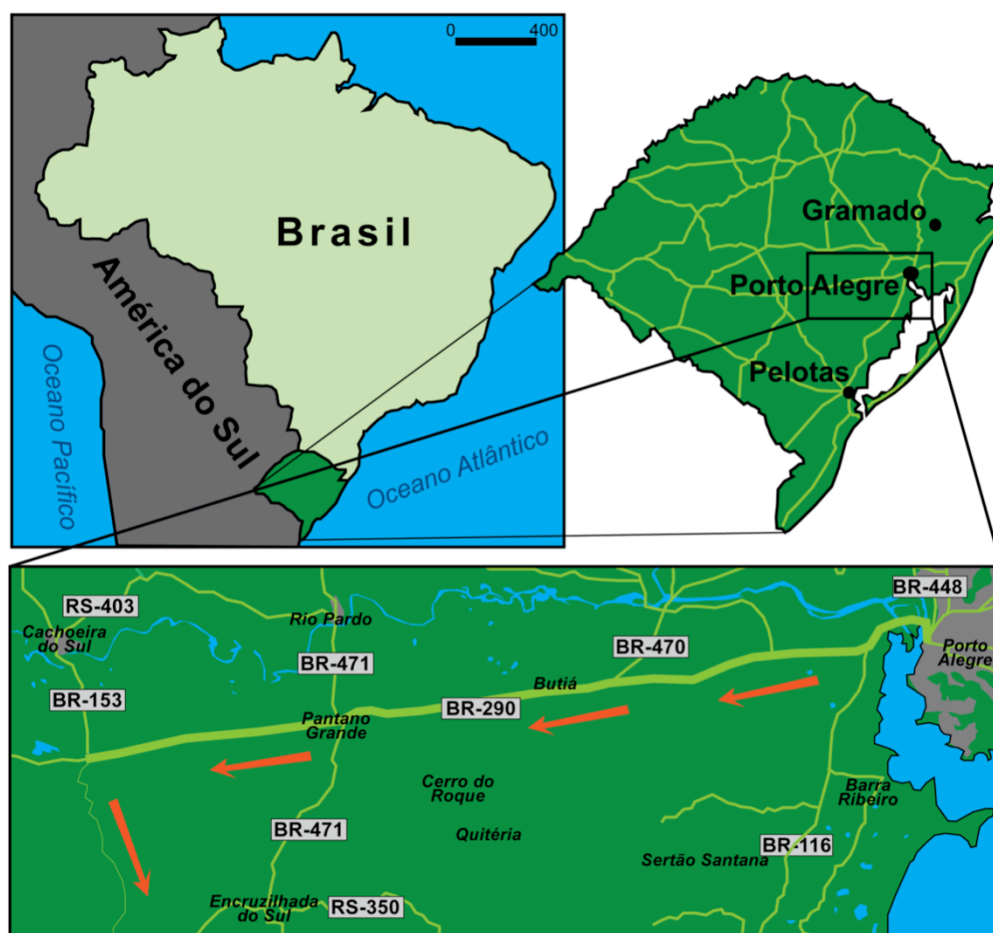 0 400
Brasil
América do Sul
Oceano Pacífico
Oceano Atlântico
Gramado
Porto Alegre
Pelotas
BR-448
RS-403
Rio Pardo
Cachoeira
do Sul
BR-471
BR-470
Porto
Alegre
BR-153
Butiá
BR-290
Pantano
Grande
Cerro do
Roque
Barra
Ribeiro
BR-471
Quitéria
BR-116
Sertão Santana
Encruzilhada
do Sul
RS-350